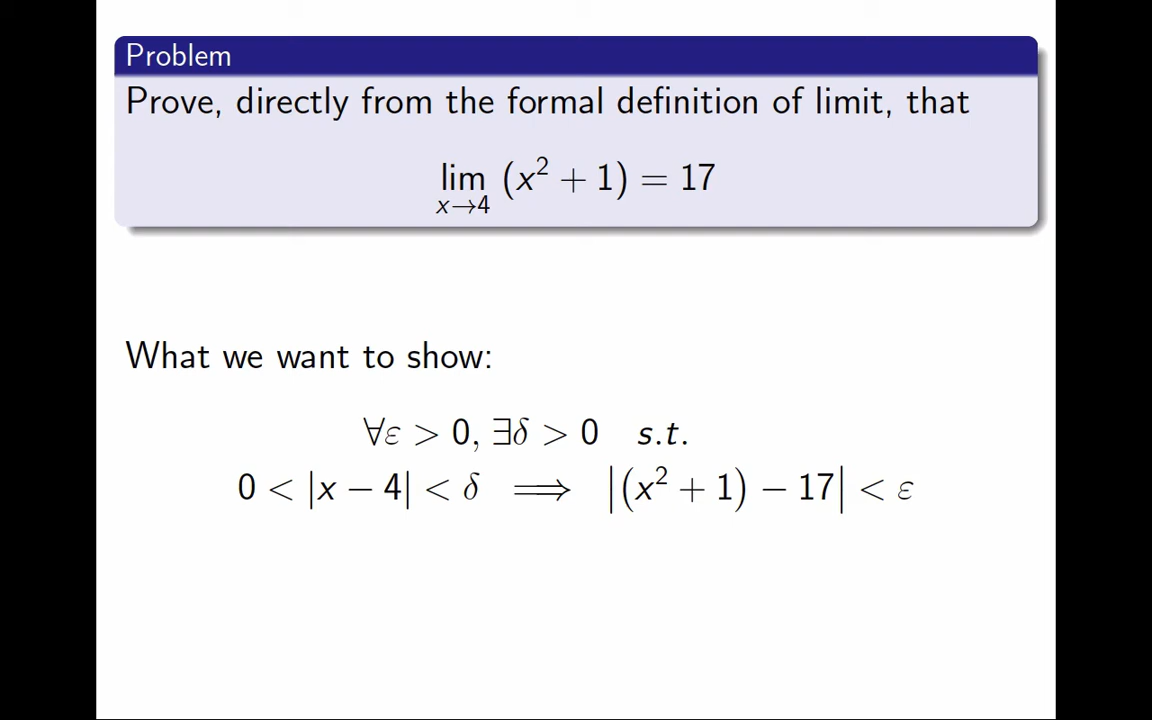 Problem
Prove, directly from the formal definition of limit, that
lim x→4 (x² + 1) = 17
What we want to show:
∀ε > 0, ∃δ > 0 s.t.
0 < |x − 4| < δ ⟹ |(x² + 1) − 17| < ε